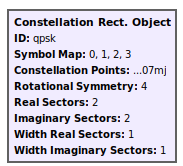 Constellation Rect. Object
ID: qpsk
Symbol Map: 0, 1, 2, 3
Constellation Points: ...07mj
Rotational Symmetry: 4
Real Sectors: 2
Imaginary Sectors: 2
Width Real Sectors: 1
Width Imaginary Sectors: 1